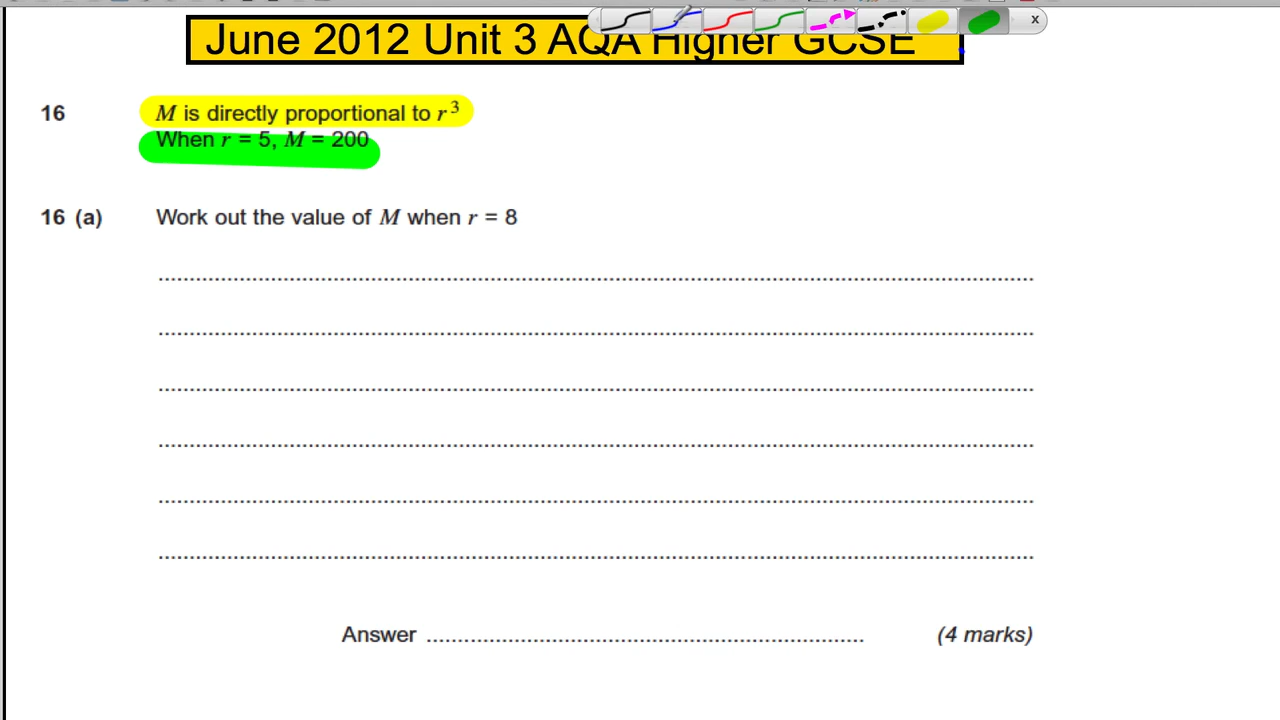 June 2012 Unit 3 AQA Higher GCSE
x
16 M is directly proportional to r³
When r = 5, M = 200
16 (a) Work out the value of M when r = 8
Answer ...................................................................... (4 marks)